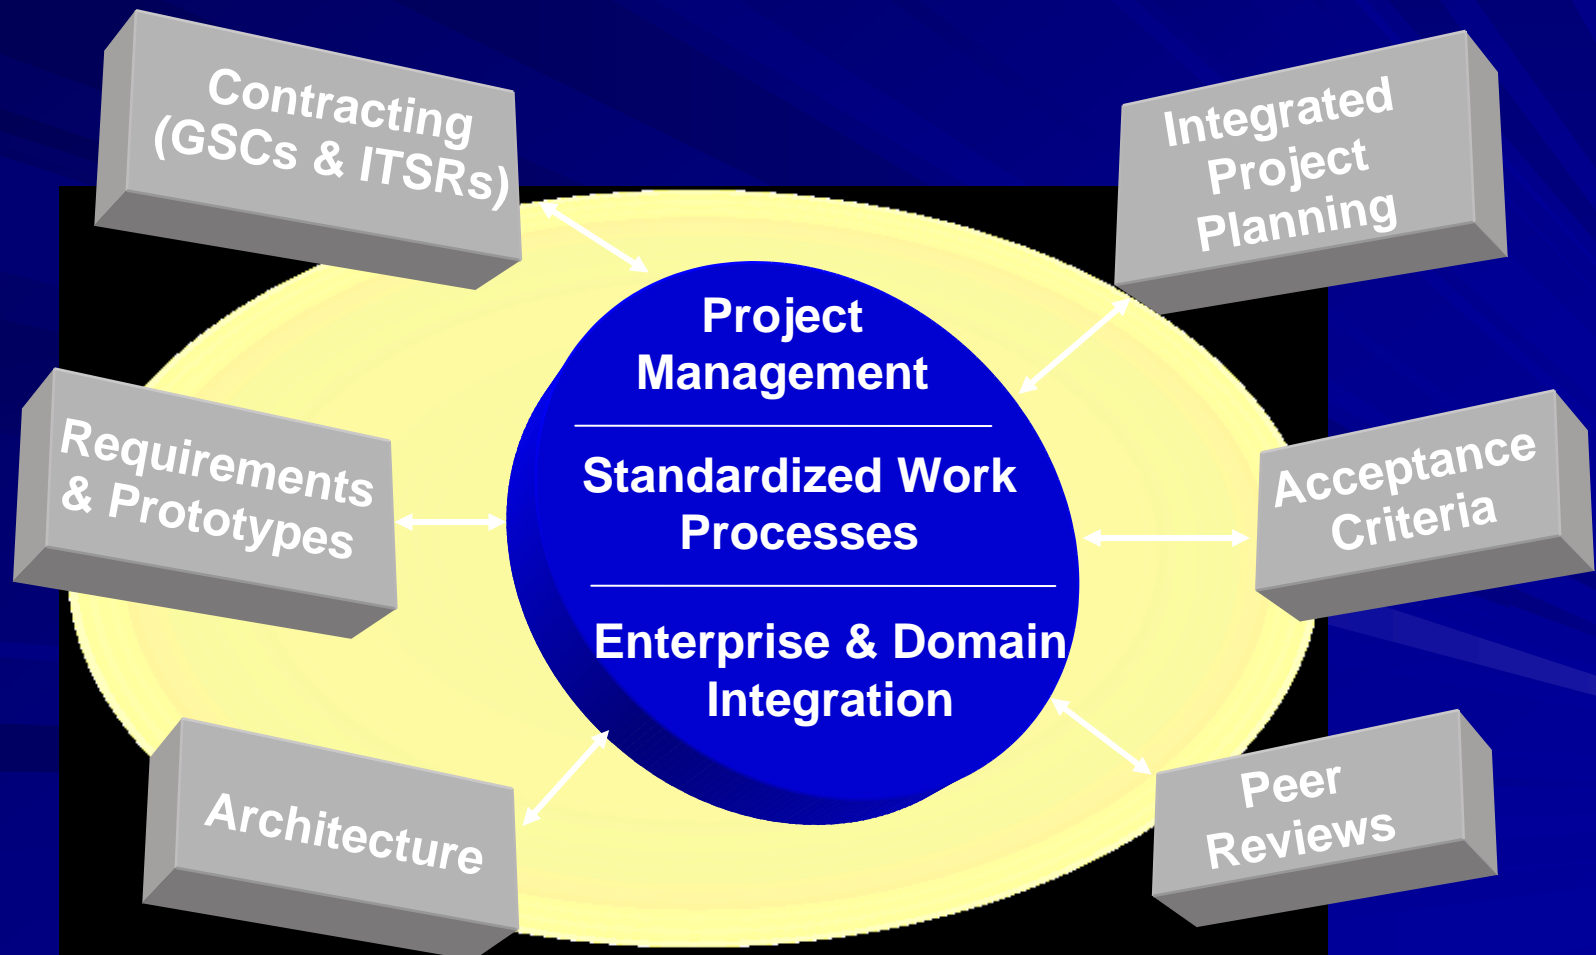 Contracting
(GSCs & ITSRs)
Integrated
Project
Planning
Project
Management
Requirements
& Prototypes
Standardized Work
Processes
Acceptance
Criteria
Enterprise & Domain
Integration
Architecture
Peer
Reviews